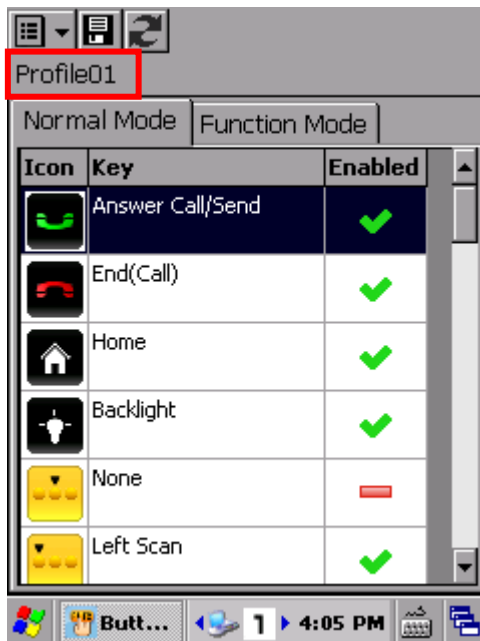 Profile01
Normal Mode Function Mode
Icon Key Enabled
Answer Call/Send
End(Call)
Home
Backlight
None
Left Scan
Butt... 1 4:05 PM